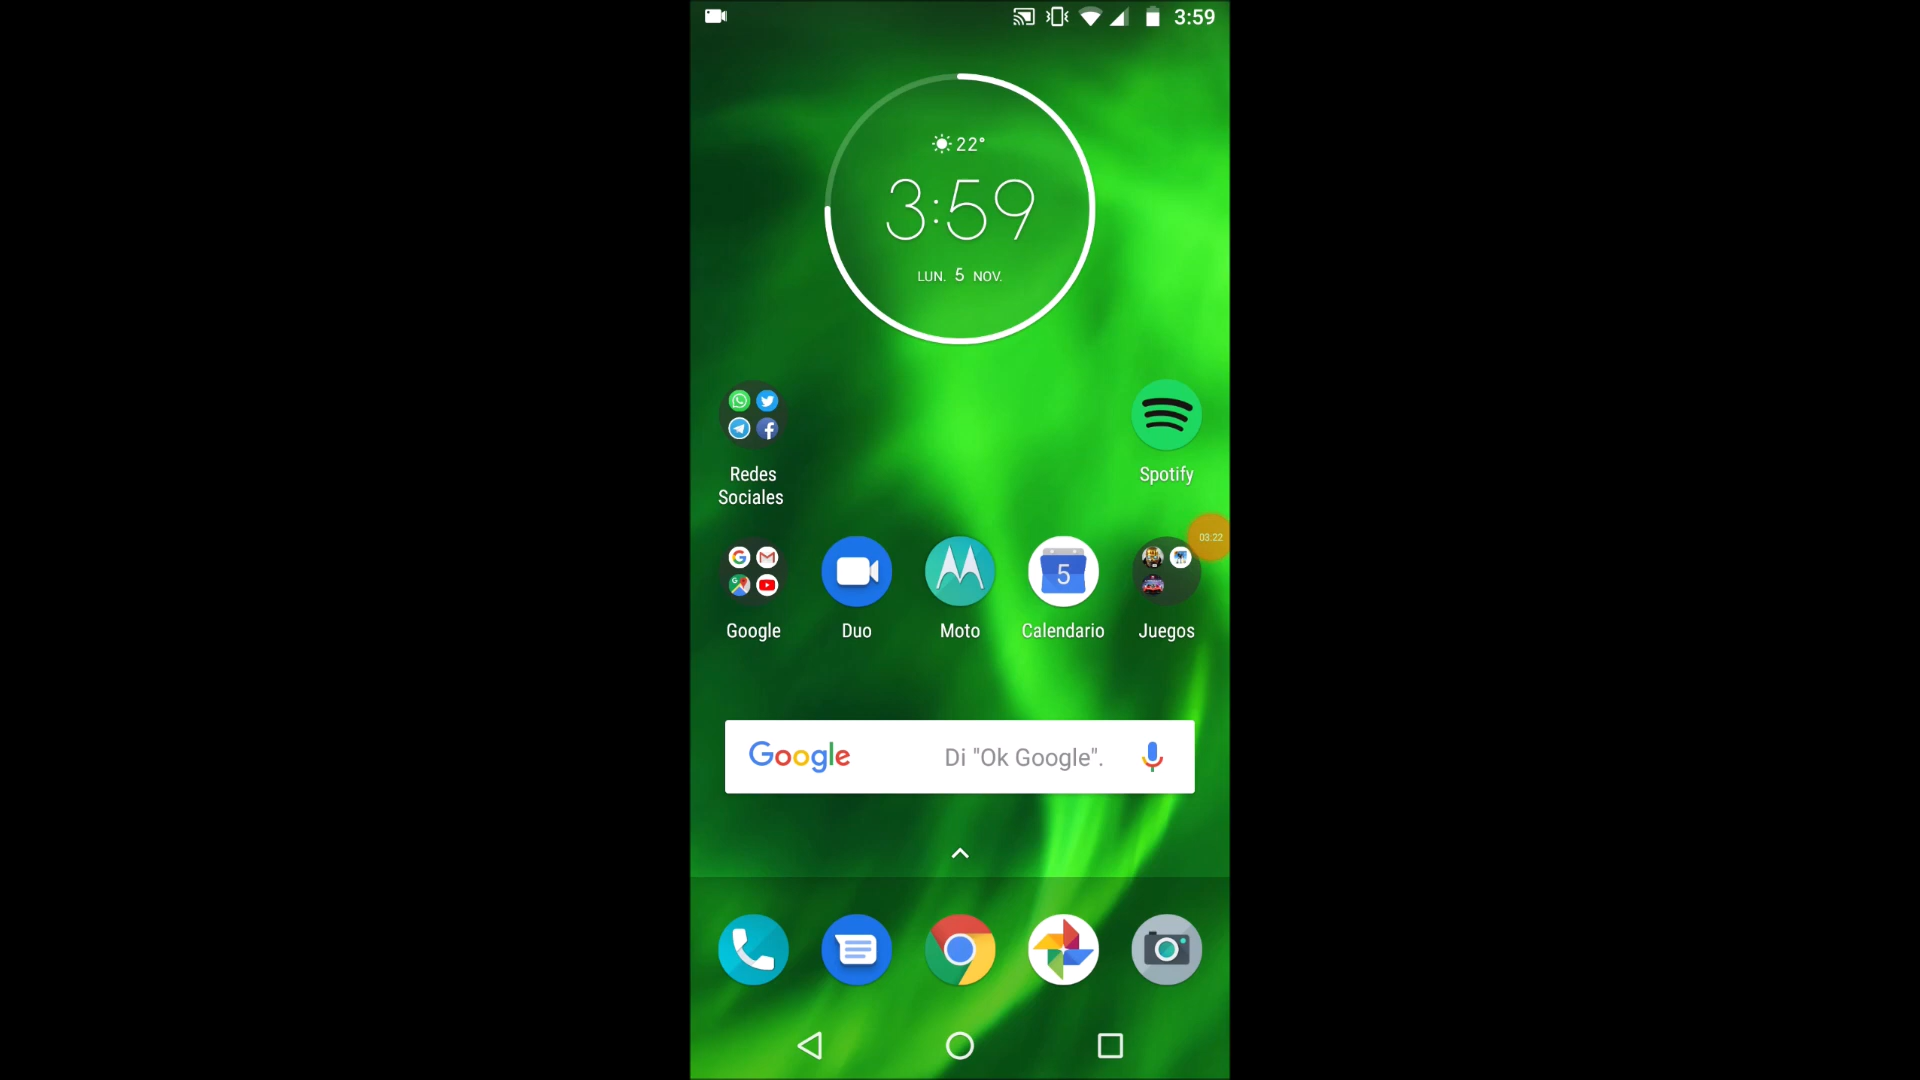 3:59
22°
3:59
LUN. 5 NOV.
Redes
Sociales
Spotify
03:22
5
Google
Duo
Moto
Calendario
Juegos
Google Di "Ok Google".